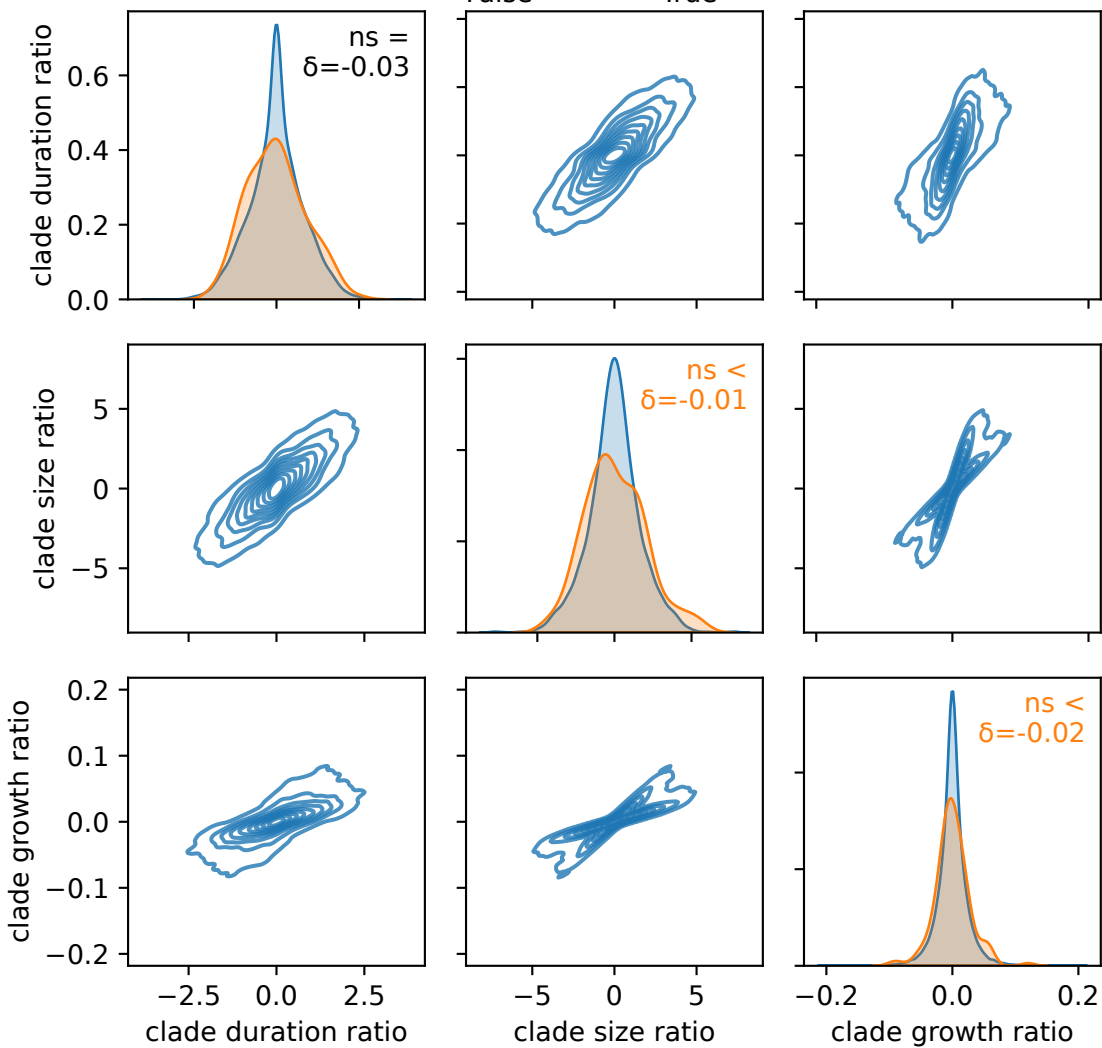 clade duration ratio
0.6
0.4
0.2
0.0
ns =
δ=-0.03
clade size ratio
5
0
−5
ns <
δ=-0.01
clade growth ratio
0.2
0.1
0.0
−0.1
−0.2
ns <
δ=-0.02
−2.5 0.0 2.5
−5 0 5
−0.2 0.0 0.2
clade duration ratio
clade size ratio
clade growth ratio